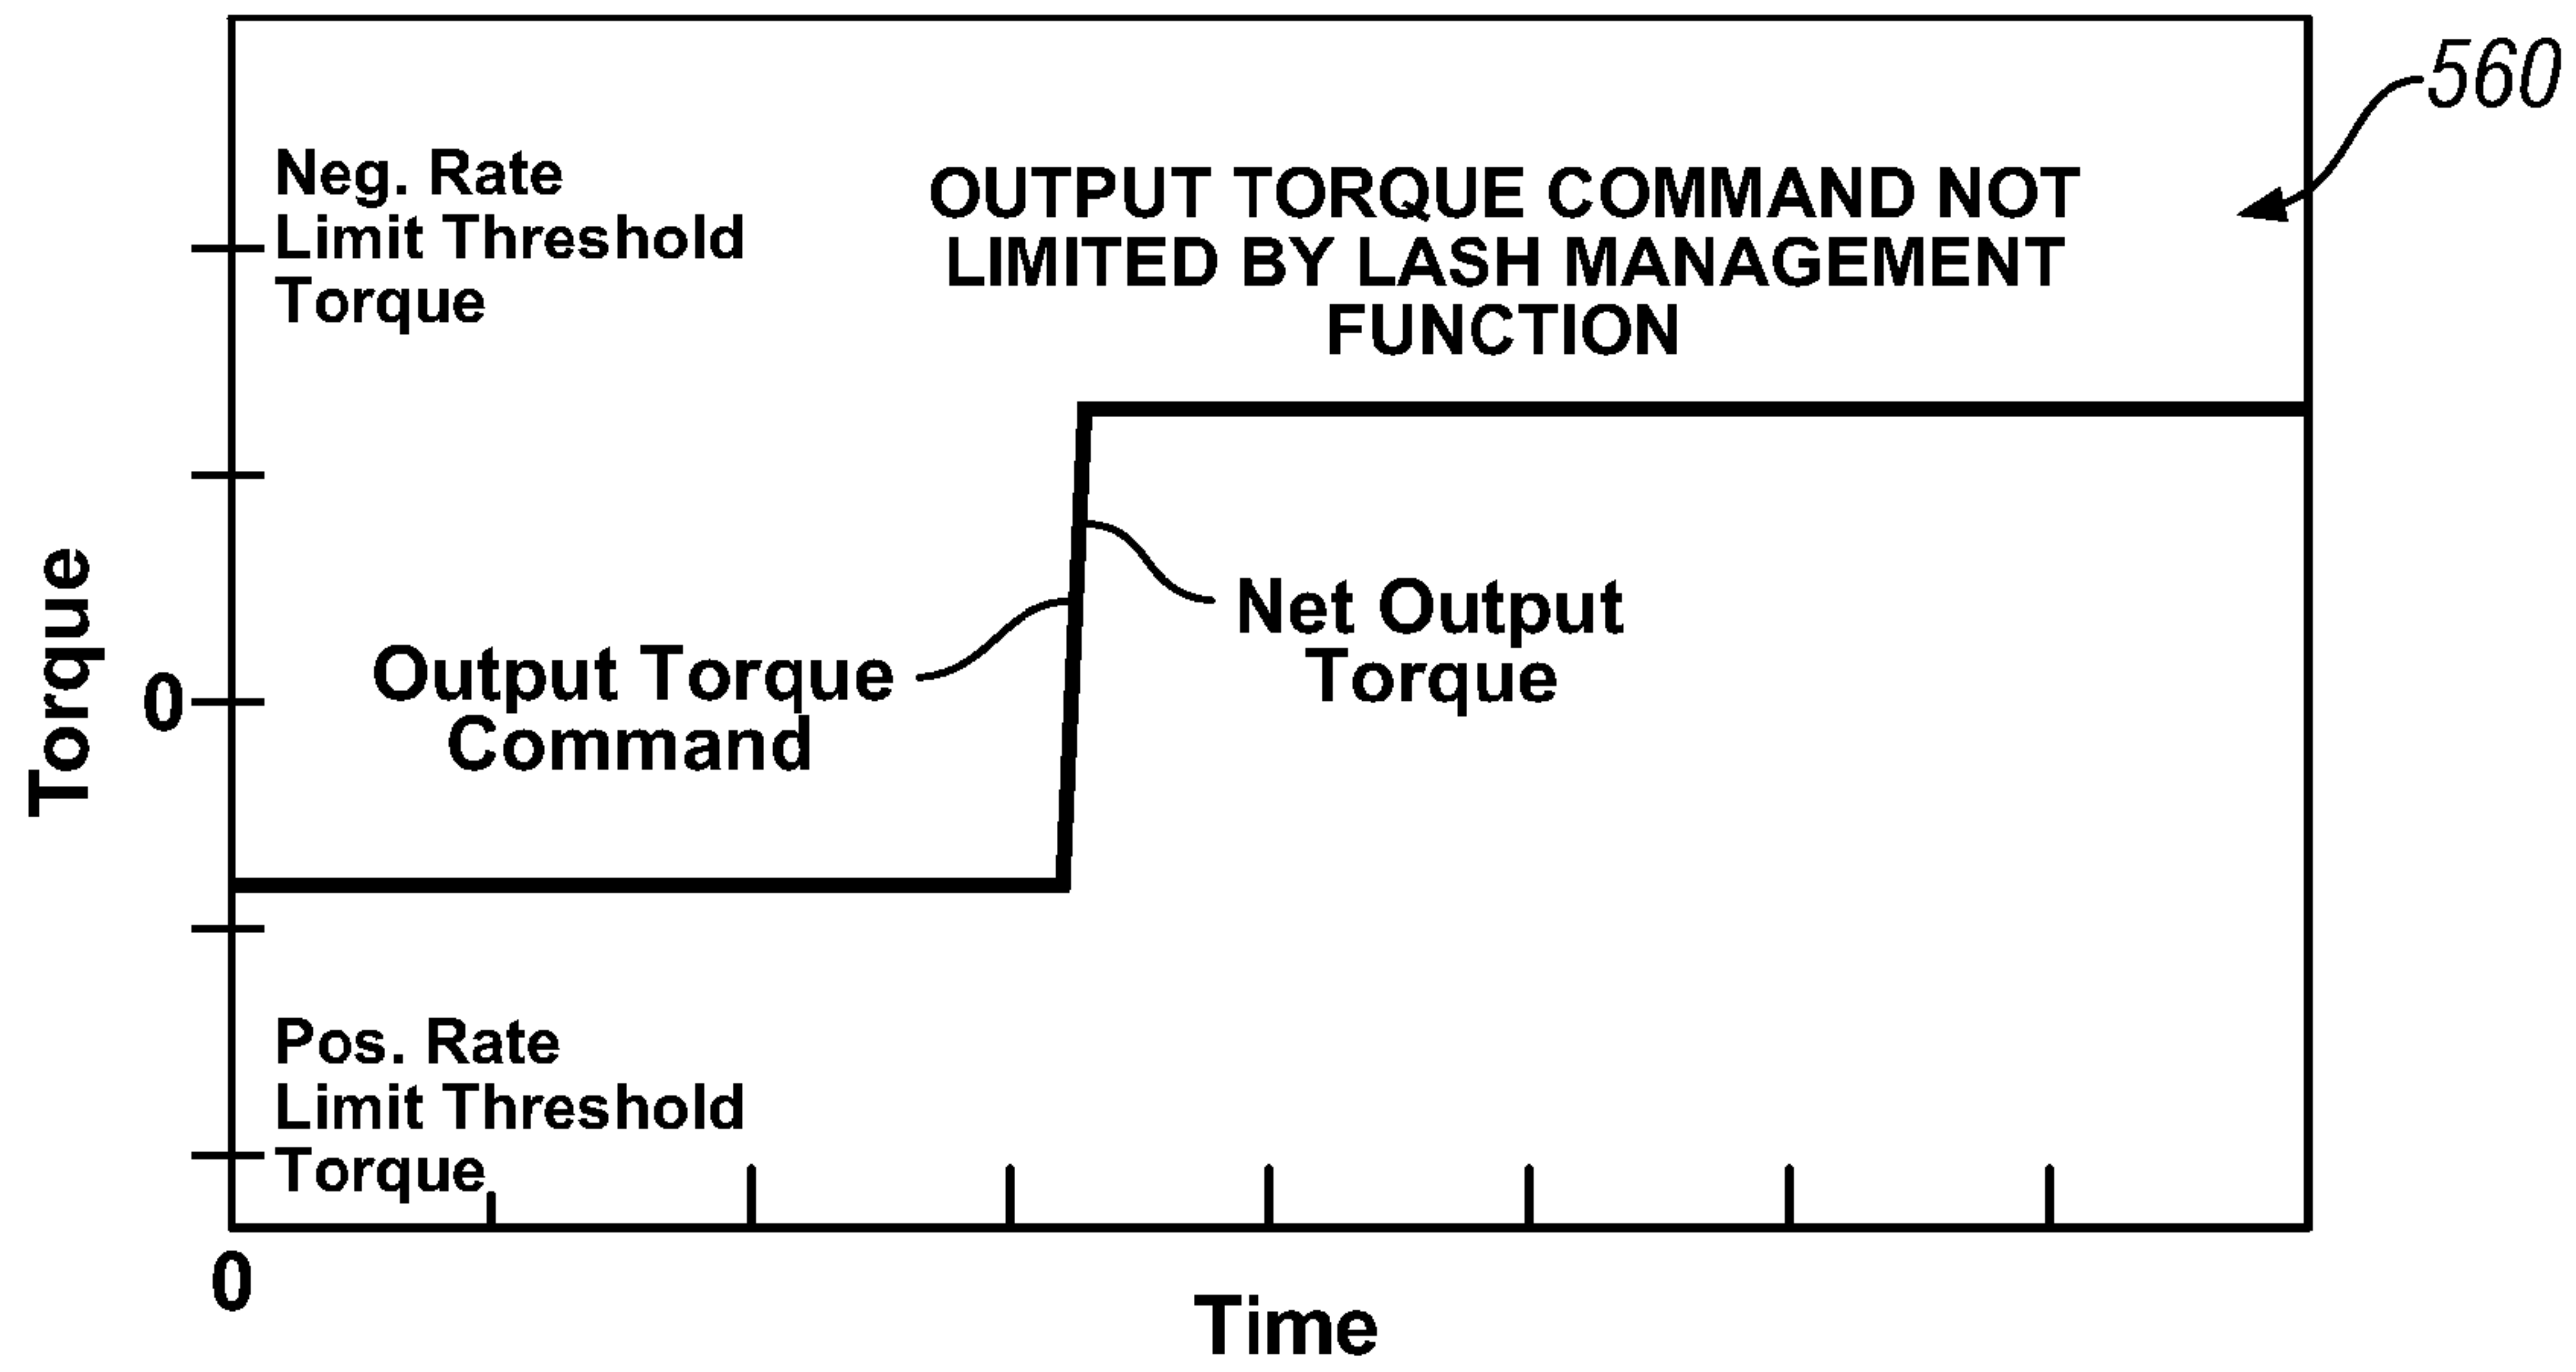 560
Neg. Rate
Limit Threshold
Torque
OUTPUT TORQUE COMMAND NOT
LIMITED BY LASH MANAGEMENT
FUNCTION
Net Output
Torque
Output Torque
Command
Torque
0
Pos. Rate
Limit Threshold
Torque
0
Time